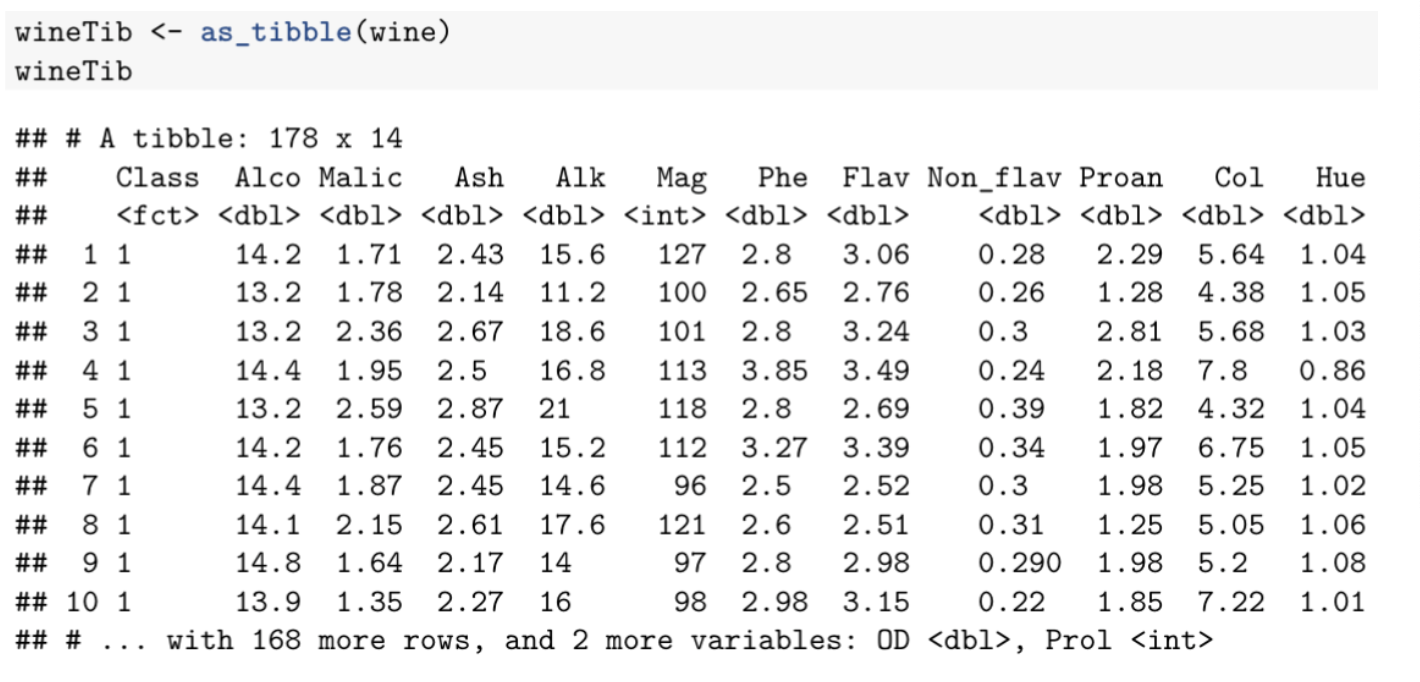 wineTib <- as_tibble(wine)
wineTib
## # A tibble: 178 x 14
##    Class  Alco Malic   Ash   Alk   Mag   Phe  Flav Non_flav Proan   Col   Hue
##    <fct> <dbl> <dbl> <dbl> <dbl> <int> <dbl> <dbl>    <dbl> <dbl> <dbl> <dbl>
##  1 1      14.2  1.71  2.43  15.6   127  2.8   3.06    0.28   2.29  5.64  1.04
##  2 1      13.2  1.78  2.14  11.2   100  2.65  2.76    0.26   1.28  4.38  1.05
##  3 1      13.2  2.36  2.67  18.6   101  2.8   3.24    0.3    2.81  5.68  1.03
##  4 1      14.4  1.95  2.5   16.8   113  3.85  3.49    0.24   2.18  7.8   0.86
##  5 1      13.2  2.59  2.87  21     118  2.8   2.69    0.39   1.82  4.32  1.04
##  6 1      14.2  1.76  2.45  15.2   112  3.27  3.39    0.34   1.97  6.75  1.05
##  7 1      14.4  1.87  2.45  14.6    96  2.5   2.52    0.3    1.98  5.25  1.02
##  8 1      14.1  2.15  2.61  17.6   121  2.6   2.51    0.31   1.25  5.05  1.06
##  9 1      14.8  1.64  2.17  14      97  2.8   2.98    0.290  1.98  5.2   1.08
## 10 1      13.9  1.35  2.27  16      98  2.98  3.15    0.22   1.85  7.22  1.01
## # ... with 168 more rows, and 2 more variables: OD <dbl>, Prol <int>